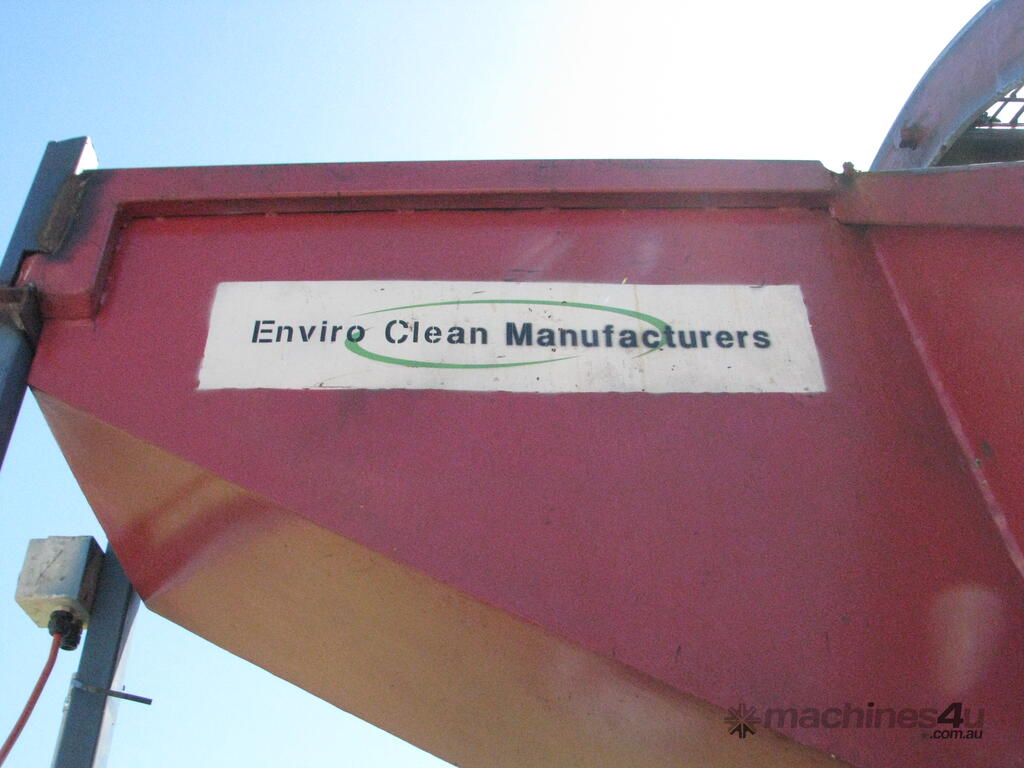 Enviro Clean Manufacturers
machines4u
.com.au